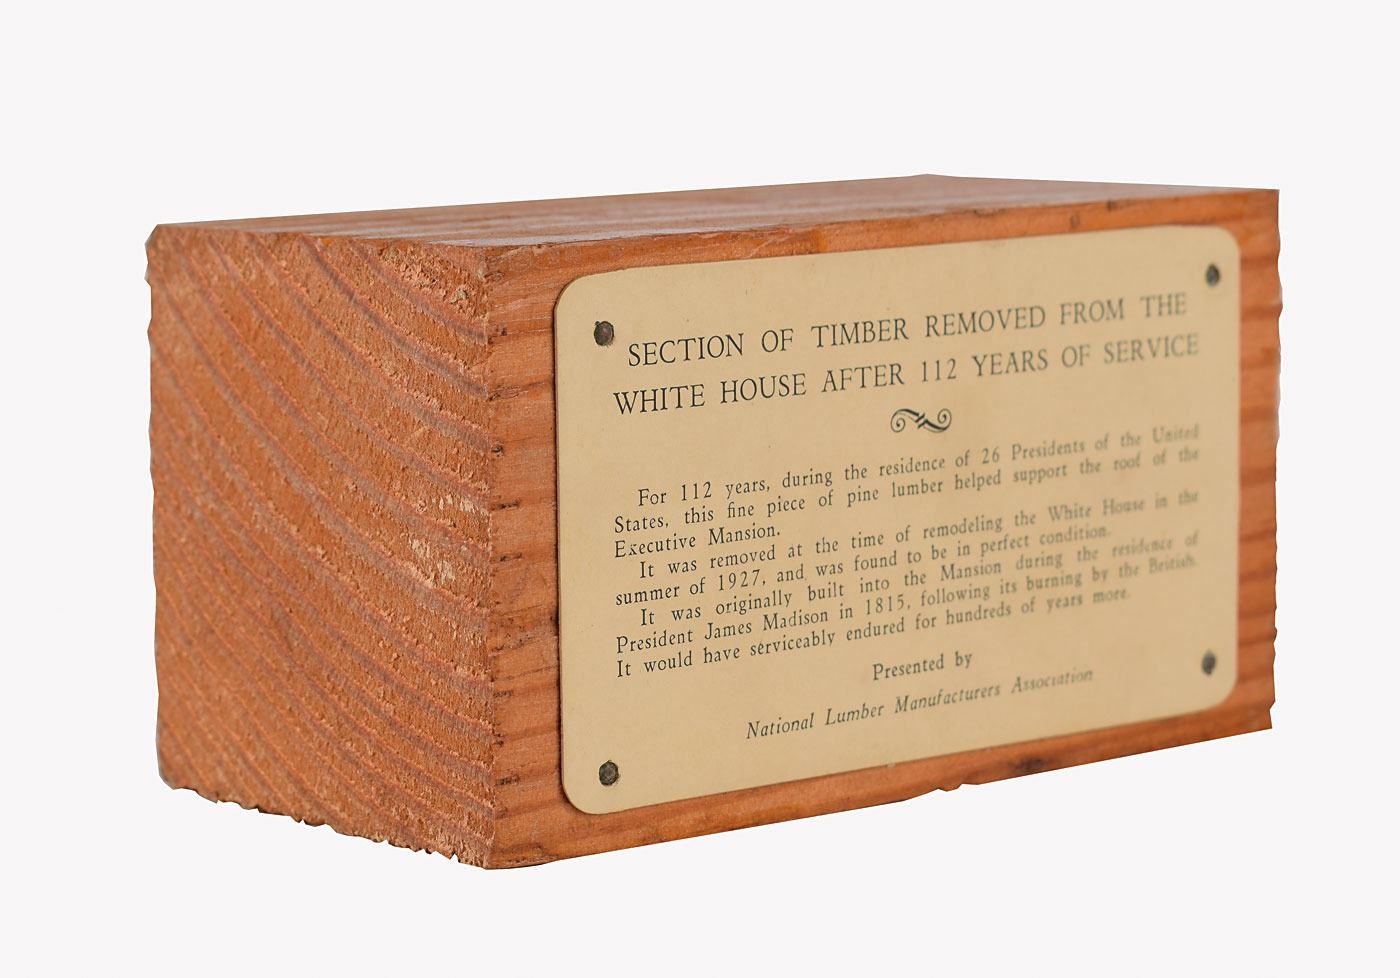 SECTION OF TIMBER REMOVED FROM THE
WHITE HOUSE AFTER 112 YEARS OF SERVICE
For 112 years, during the residence of 26 Presidents of the United
States, this fine piece of pine lumber helped support the roof of the
Executive Mansion.
It was removed at the time of remodeling the White House in the
summer of 1927, and was found to be in perfect condition.
It was originally built into the Mansion during the residence of
President James Madison in 1815, following its burning by the British.
It would have serviceably endured for hundreds of years more.
Presented by
National Lumber Manufacturers Association